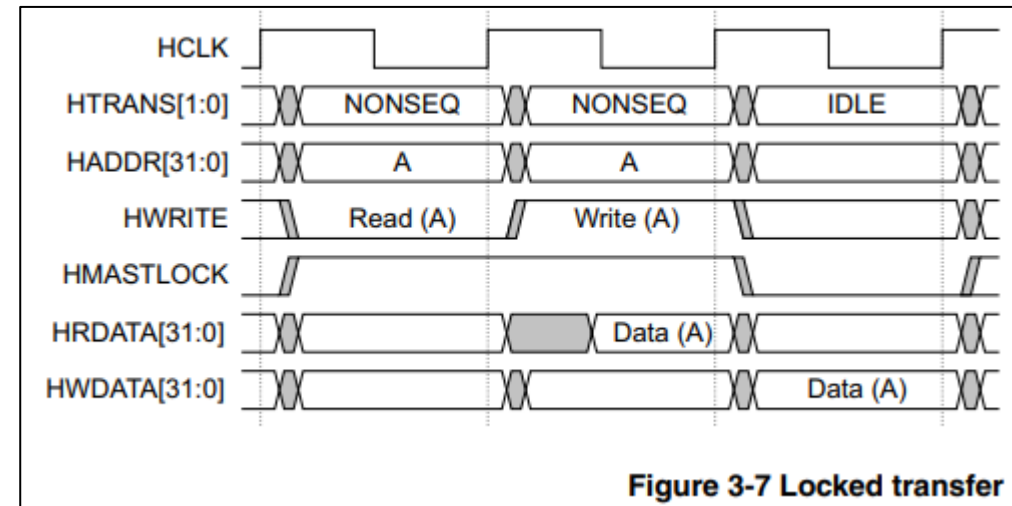 HCLK
HTRANS[1:0] NONSEQ NONSEQ IDLE
HADDR[31:0] A A
HWRITE Read (A) Write (A)
HMASTLOCK
HRDATA[31:0] Data (A)
HWDATA[31:0] Data (A)
Figure 3-7 Locked transfer